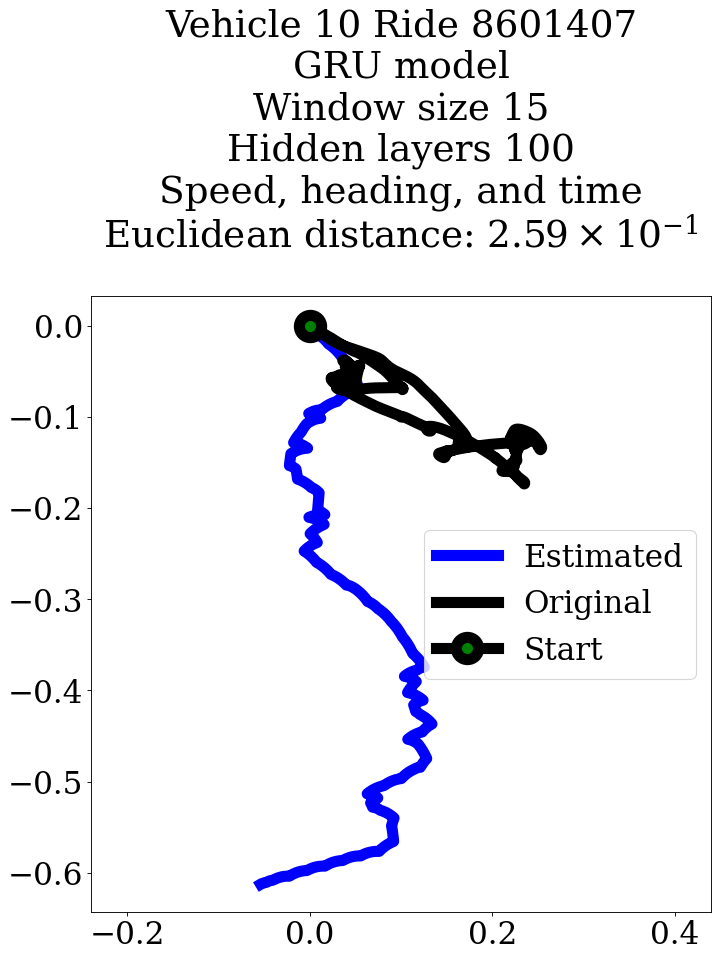 Vehicle 10 Ride 8601407
GRU model
Window size 15
Hidden layers 100
Speed, heading, and time
Euclidean distance: 2.59 × 10⁻¹
0.0
−0.1
−0.2
−0.3
−0.4
−0.5
−0.6
Estimated
Original
Start
−0.2 0.0 0.2 0.4